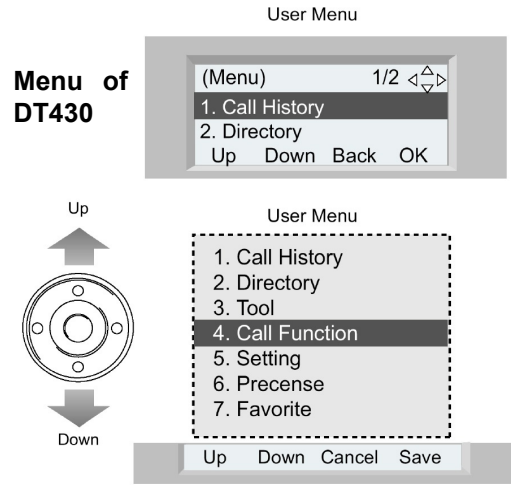 User Menu
Menu of
DT430
(Menu) 1/2
1. Call History
2. Directory
Up Down Back OK
Up
User Menu
1. Call History
2. Directory
3. Tool
4. Call Function
5. Setting
6. Precense
7. Favorite
Down
Up Down Cancel Save